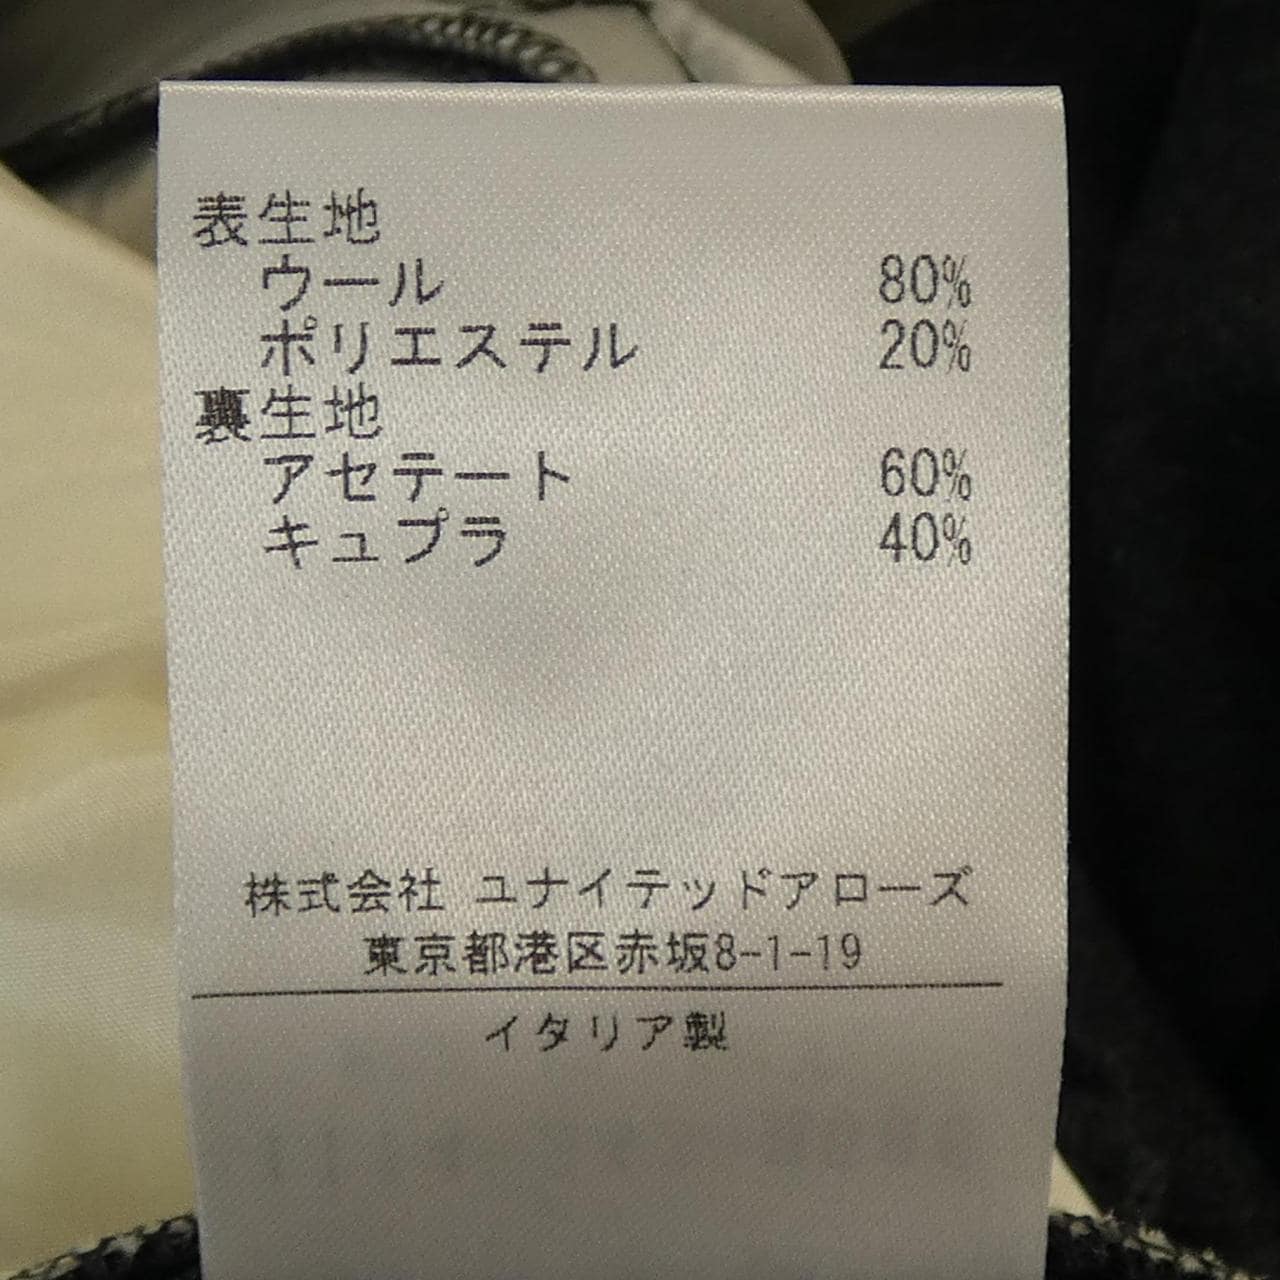 表生地
ウール 80%
ポリエステル 20%
裏生地
アセテート 60%
キュプラ 40%
株式会社 ユナイテッドアローズ
東京都港区赤坂8-1-19
イタリア製